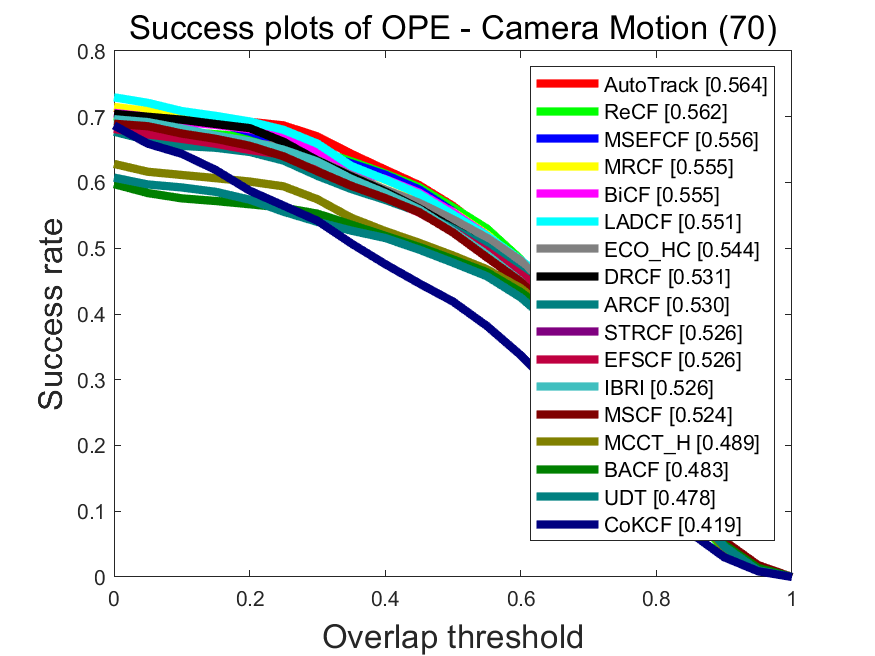 Success plots of OPE - Camera Motion (70)
0.8
0.7
0.6
0.5
0.4
0.3
0.2
0.1
0
Success rate
AutoTrack [0.564]
ReCF [0.562]
MSEFCF [0.556]
MRCF [0.555]
BiCF [0.555]
LADCF [0.551]
ECO_HC [0.544]
DRCF [0.531]
ARCF [0.530]
STRCF [0.526]
EFSCF [0.526]
IBRI [0.526]
MSCF [0.524]
MCCT_H [0.489]
BACF [0.483]
UDT [0.478]
CoKCF [0.419]
0 0.2 0.4 0.6 0.8 1
Overlap threshold